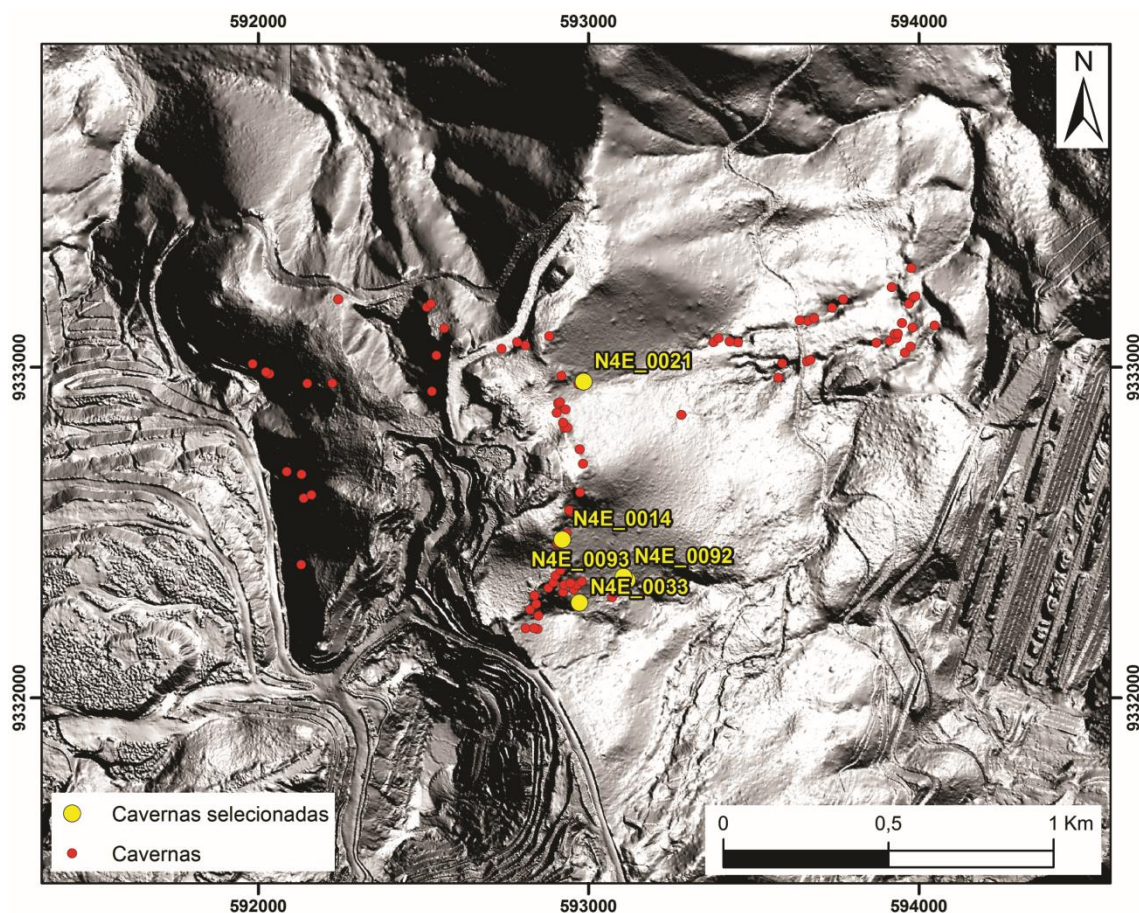 592000 593000 594000
N
9333000 9333000
N4E_0021
N4E_0014
N4E_0093 N4E_0092
N4E_0033
9332000 9332000
Cavernas selecionadas
Cavernas
0 0,5 1 Km
592000 593000 594000